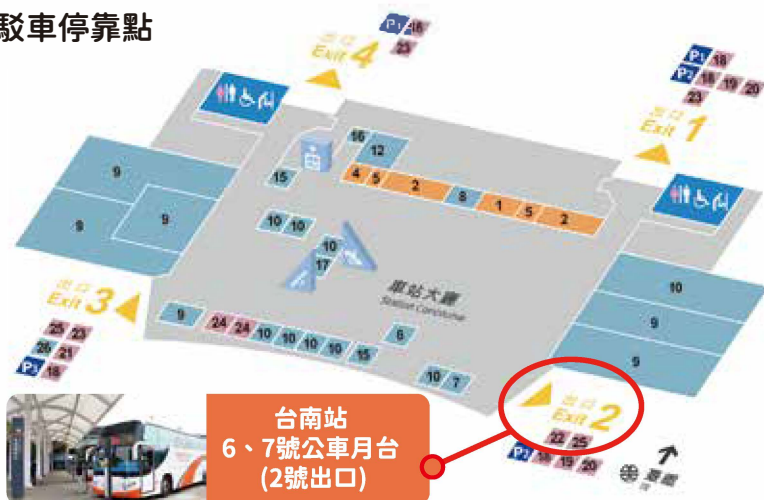 駁車停靠點
P1 16
23
出口
Exit 4
P1 18
P2 18 19 20
23
出口
Exit 1
16
12
15
4 5 2 8 1 5 2
9
9
9
10 10
10
17
車站大廳
Station Concourse
10
9
9
出口
Exit 3
9 24 24 10 10 10 10 15
6
10 7
25 23
26 21
P3 18
出口
Exit 2
22 25
P2 18 19 20
台南站
6、7號公車月台
(2號出口)